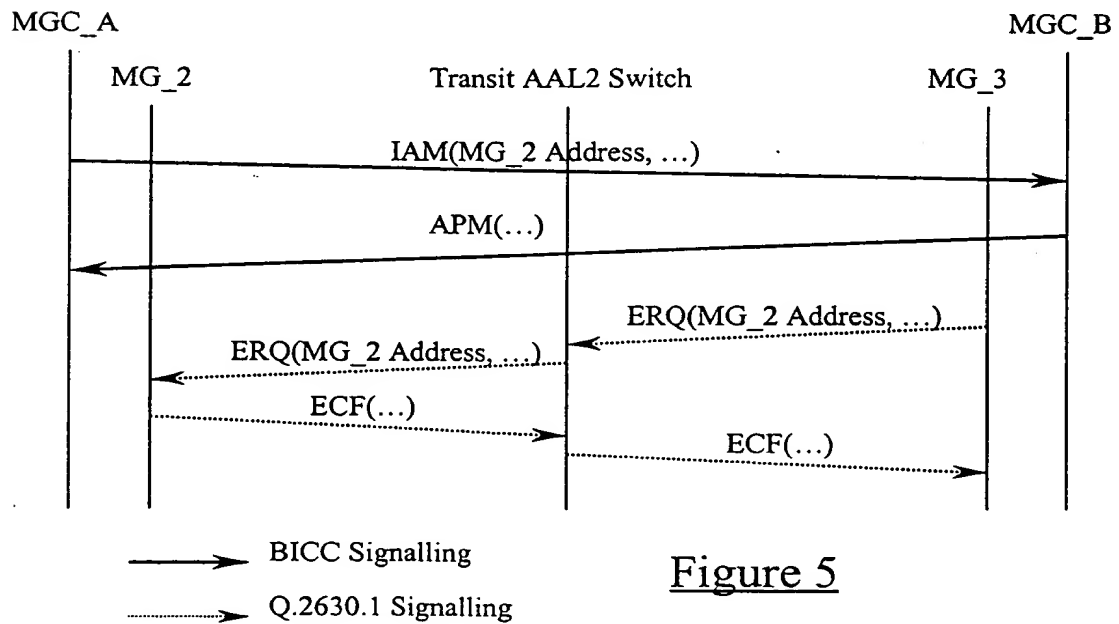 MGC_A
MGC_B
MG_2
Transit AAL2 Switch
MG_3
IAM(MG_2 Address, ...)
APM(...)
ERQ(MG_2 Address, ...)
ERQ(MG_2 Address, ...)
ECF(...)
ECF(...)
BICC Signalling
Figure 5
Q.2630.1 Signalling